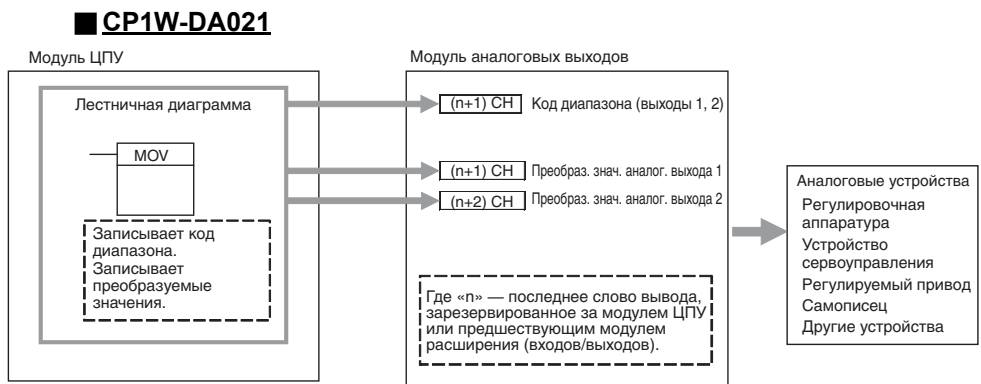 ■ CP1W-DA021
Модуль ЦПУ
Лестничная диаграмма
MOV
Записывает код
диапазона.
Записывает
преобразуемые
значения.
Модуль аналоговых выходов
(n+1) CH Код диапазона (выходы 1, 2)
(n+1) CH Преобраз. знач. аналог. выхода 1
(n+2) CH Преобраз. знач. аналог. выхода 2
Где «n» — последнее слово вывода,
зарезервированное за модулем ЦПУ
или предшествующим модулем
расширения (входов/выходов).
Аналоговые устройства
Регулировочная
аппаратура
Устройство
сервоуправления
Регулируемый привод
Самописец
Другие устройства